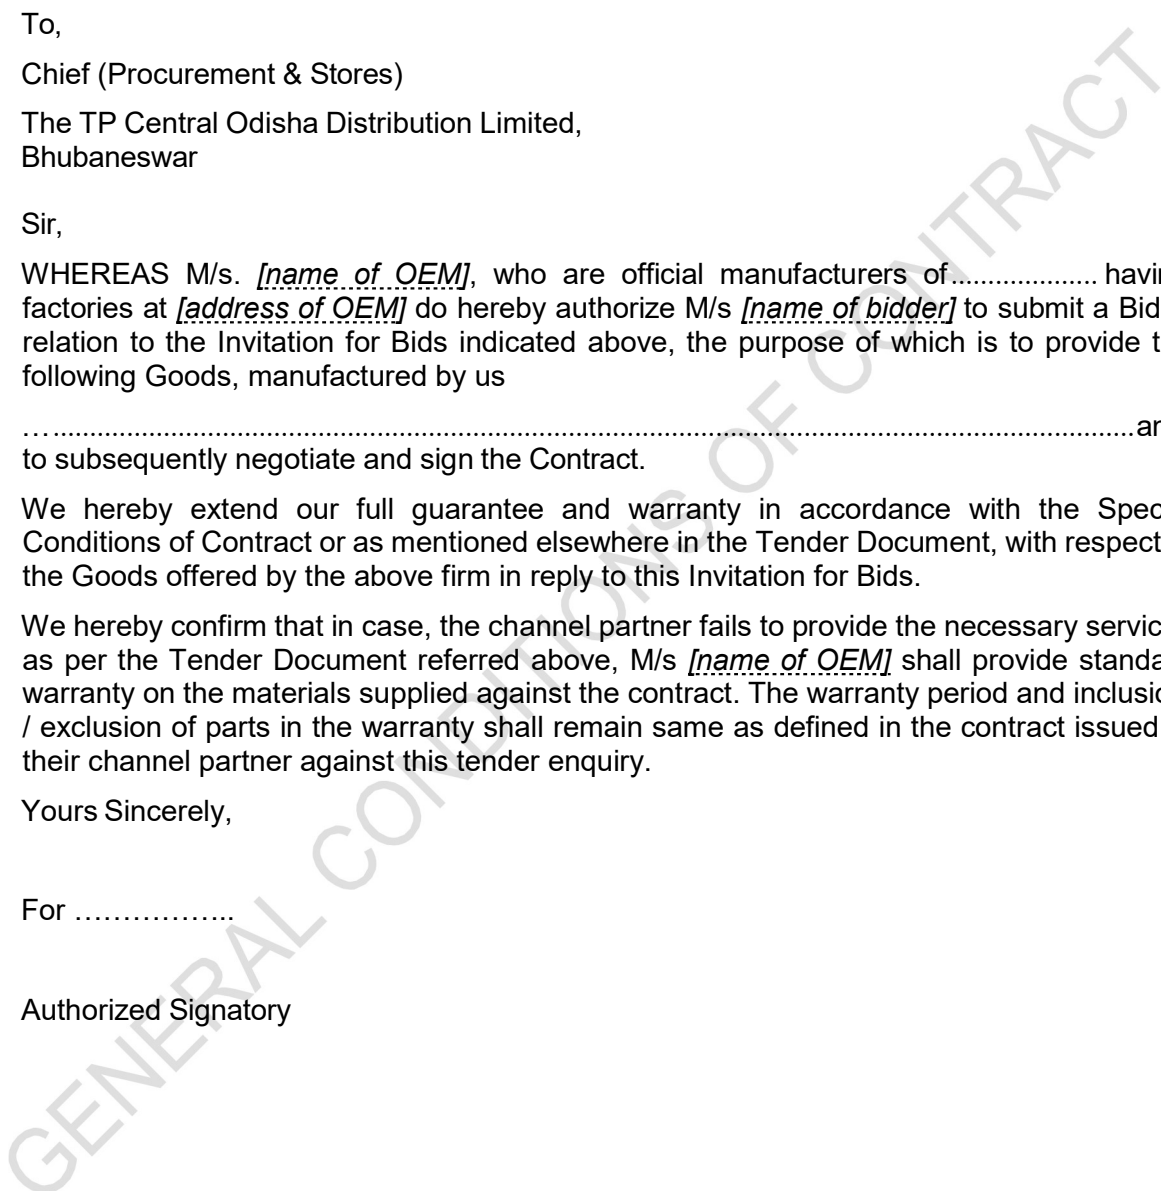 To,
Chief (Procurement & Stores)
The TP Central Odisha Distribution Limited,
Bhubaneswar
Sir,
WHEREAS M/s. [name of OEM], who are official manufacturers of.................. havin
factories at [address of OEM] do hereby authorize M/s [name of bidder] to submit a Bid
relation to the Invitation for Bids indicated above, the purpose of which is to provide t
following Goods, manufactured by us
….........................................................................................................................................ar
to subsequently negotiate and sign the Contract.
We hereby extend our full guarantee and warranty in accordance with the Spec
Conditions of Contract or as mentioned elsewhere in the Tender Document, with respect
the Goods offered by the above firm in reply to this Invitation for Bids.
We hereby confirm that in case, the channel partner fails to provide the necessary servic
as per the Tender Document referred above, M/s [name of OEM] shall provide standa
warranty on the materials supplied against the contract. The warranty period and inclusio
/ exclusion of parts in the warranty shall remain same as defined in the contract issued
their channel partner against this tender enquiry.
Yours Sincerely,
For ……………..
Authorized Signatory
GENERAL CONDITIONS OF CONTRACT